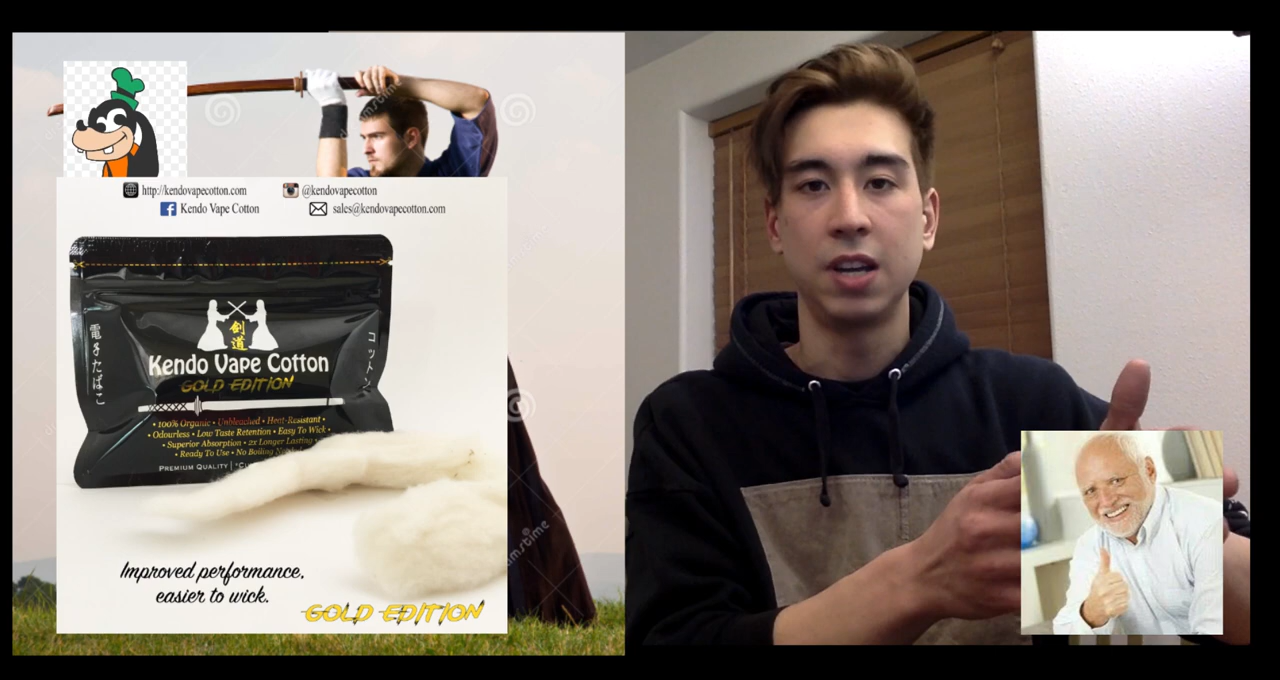 http://kendovapecotton.com
@kendovapecotton
Kendo Vape Cotton
sales@kendovapecotton.com
剣道
電子たばこ
コットン
Kendo Vape Cotton
GOLD EDITION
• 100% Organic • Unbleached • Heat-Resistant •
• Odourless • Low Taste Retention • Easy To Wick •
• Superior Absorption • 2x Longer Lasting •
• Ready To Use • No Boiling
PREMIUM QUALITY |
Improved performance,
easier to wick.
GOLD EDITION
dreamstime